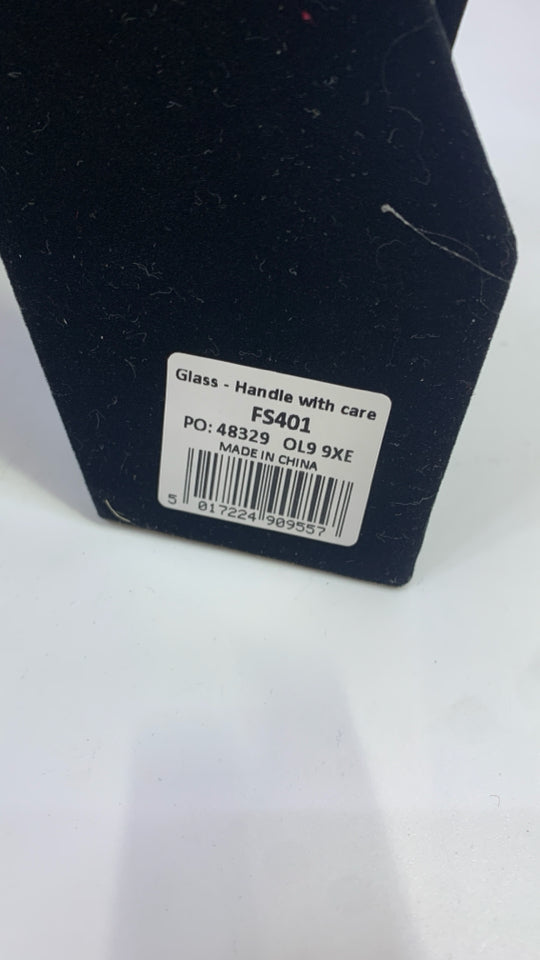 Glass - Handle with care
FS401
PO: 48329 OL9 9XE
MADE IN CHINA
5 017224 909557